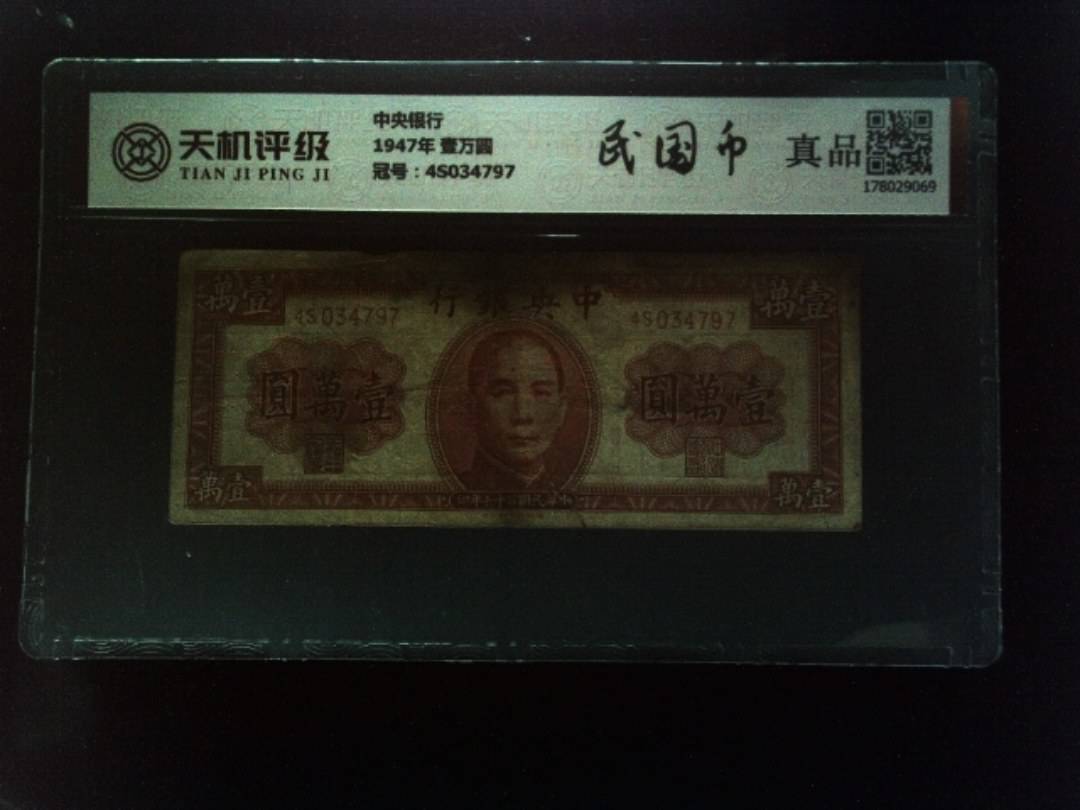 天机评级
TIAN JI PING JI
中央银行
1947年 壹万圆
冠号：4S034797
民国币
真品
178029069
行銀央中
萬壹
萬壹
4S034797
4S034797
圓萬壹
圓萬壹
萬壹
萬壹